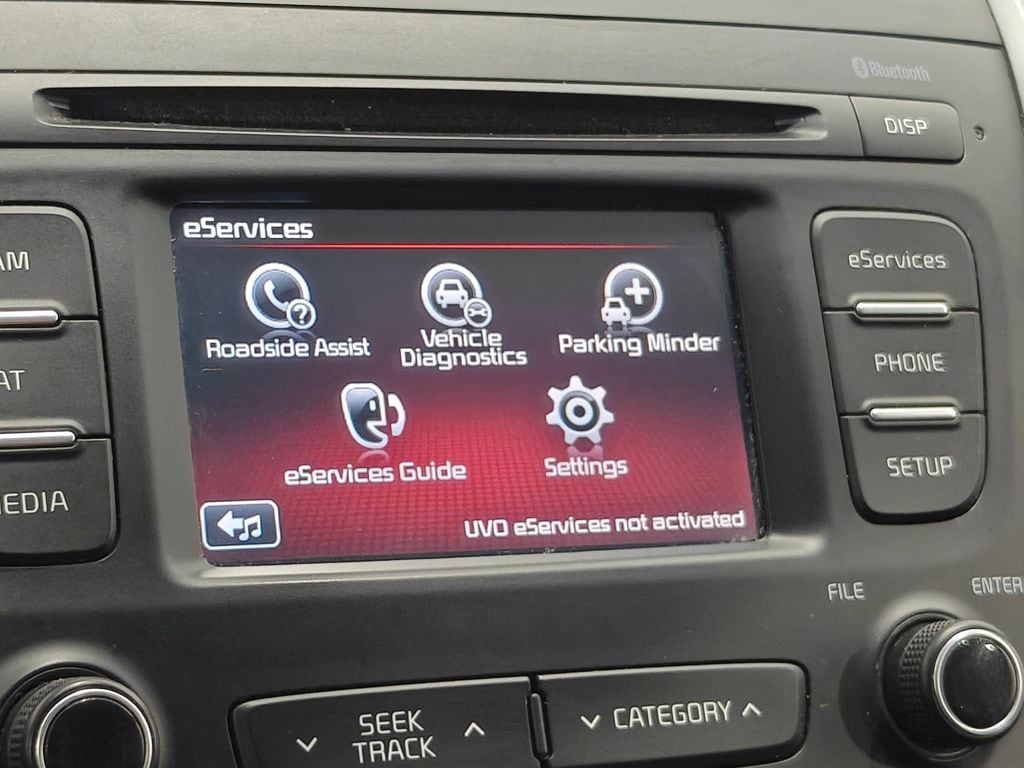 Bluetooth
DISP
AM
AT
MEDIA
eServices
Roadside Assist
Vehicle
Diagnostics
Parking Minder
eServices Guide
Settings
UVO eServices not activated
eServices
PHONE
SETUP
FILE
ENTER
SEEK
TRACK
CATEGORY